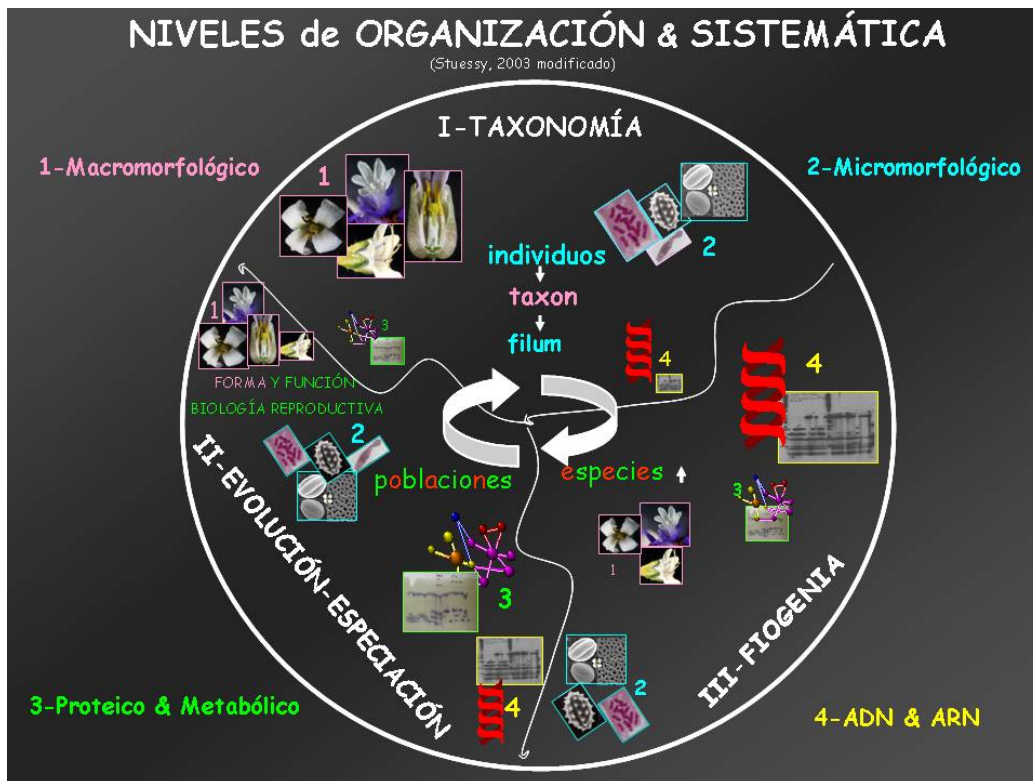 NIVELES de ORGANIZACIÓN & SISTEMÁTICA
(Stuessy, 2003 modificado)
I-TAXONOMÍA
1-Macromorfológico
2-Micromorfológico
1
2
individuos
taxon
filum
1
3
4
4
FORMA Y FUNCIÓN
BIOLOGÍA REPRODUCTIVA
2
poblaciones
especies
3
1
3
4
2
II-EVOLUCIÓN-ESPECIACIÓN
III-FIOGENIA
3-Proteico & Metabólico
4-ADN & ARN